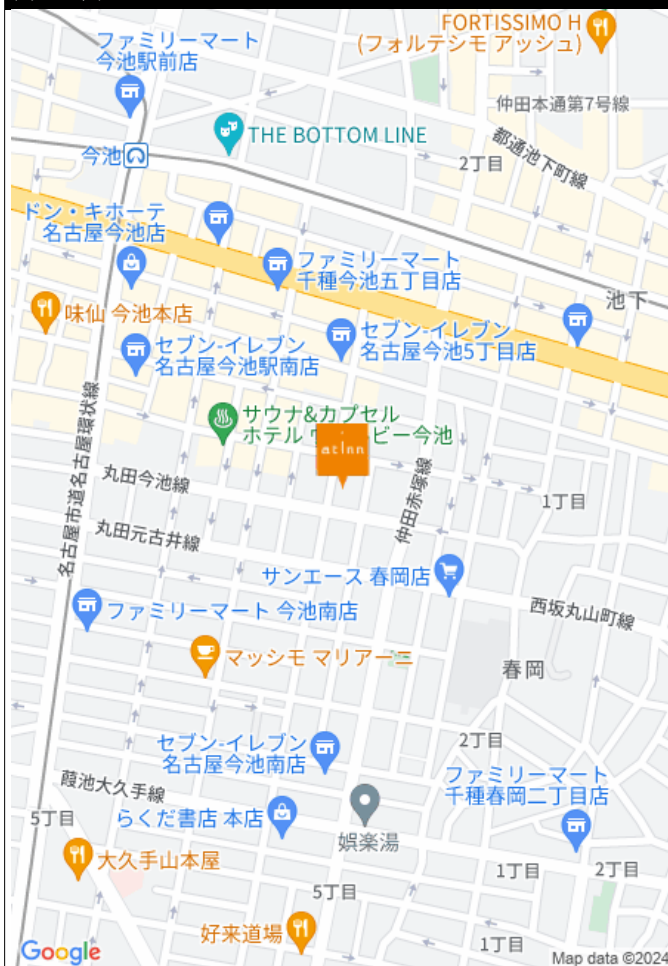 FORTISSIMO H
(フォルテシモ アッシュ)
ファミリーマート
今池駅前店
仲田本通第7号線
THE BOTTOM LINE
都通池下町線
今池
2丁目
ドン・キホーテ
名古屋今池店
ファミリーマート
千種今池五丁目店
池下
味仙 今池本店
セブン-イレブン
名古屋今池5丁目店
セブン-イレブン
名古屋今池駅南店
サウナ&カプセル
ホテル ウ
ビー今池
atinn
名古屋市道名古屋環状線
丸田今池線
仲田赤塚線
1丁目
丸田元古井線
サンエース 春岡店
西坂丸山町線
ファミリーマート 今池南店
マッシモ マリアーニ
春岡
2丁目
セブン-イレブン
名古屋今池南店
ファミリーマート
千種春岡二丁目店
葭池大久手線
らくだ書店 本店
5丁目
娯楽湯
大久手山本屋
1丁目
2丁目
5丁目
好来道場
1丁目
Google
Map data ©2024